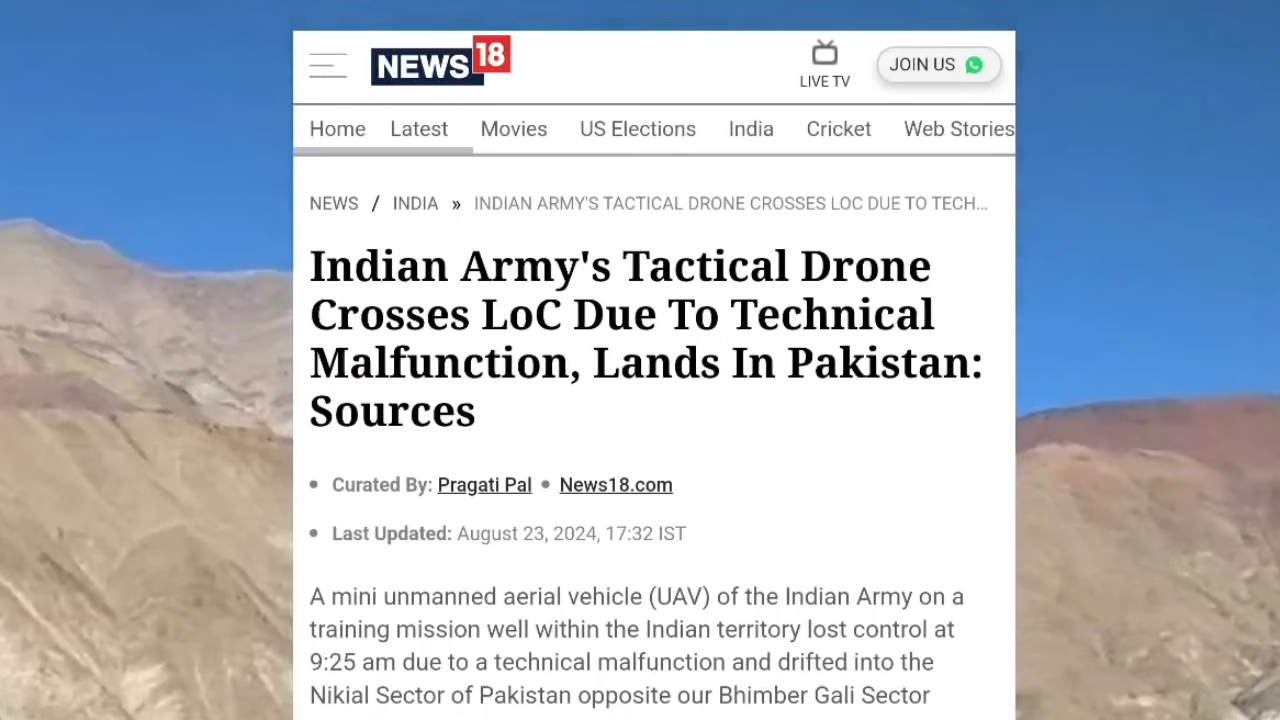 NEWS18
LIVE TV
JOIN US
Home Latest Movies US Elections India Cricket Web Stories
NEWS / INDIA » INDIAN ARMY'S TACTICAL DRONE CROSSES LOC DUE TO TECH...
Indian Army's Tactical Drone
Crosses LoC Due To Technical
Malfunction, Lands In Pakistan:
Sources
• Curated By: Pragati Pal • News18.com
• Last Updated: August 23, 2024, 17:32 IST
A mini unmanned aerial vehicle (UAV) of the Indian Army on a
training mission well within the Indian territory lost control at
9:25 am due to a technical malfunction and drifted into the
Nikial Sector of Pakistan opposite our Bhimber Gali Sector